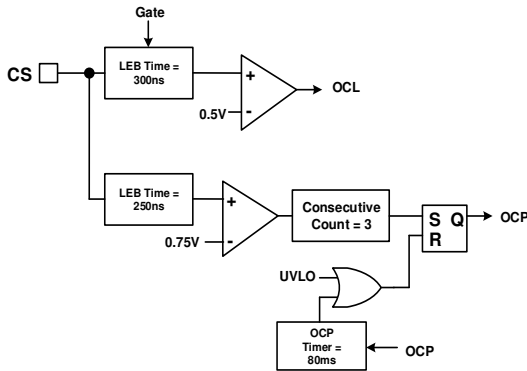 Gate
CS
LEB Time =
300ns
+
-
0.5V
OCL
LEB Time =
250ns
+
-
0.75V
Consecutive
Count = 3
S Q
R
OCP
UVLO
OCP
Timer =
80ms
OCP